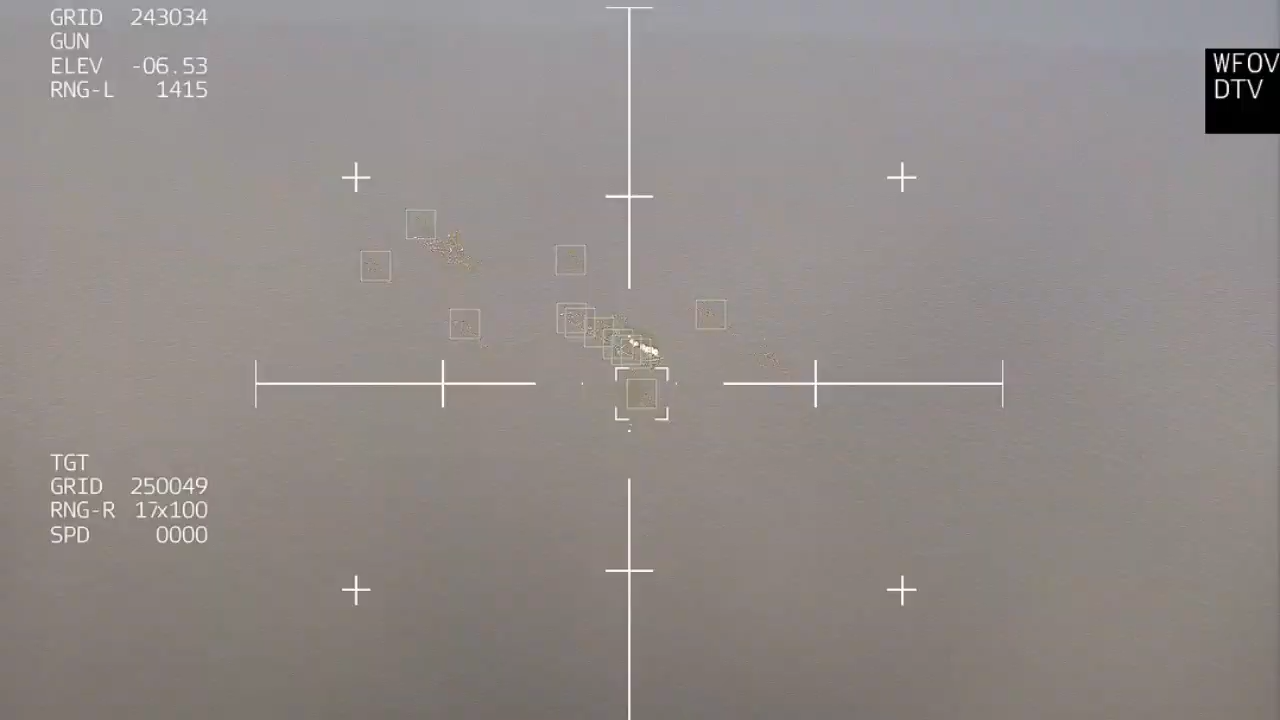 GRID 243034
GUN
ELEV -06.53
RNG-L 1415
WFOV
DTV
TGT
GRID 250049
RNG-R 17x100
SPD 0000